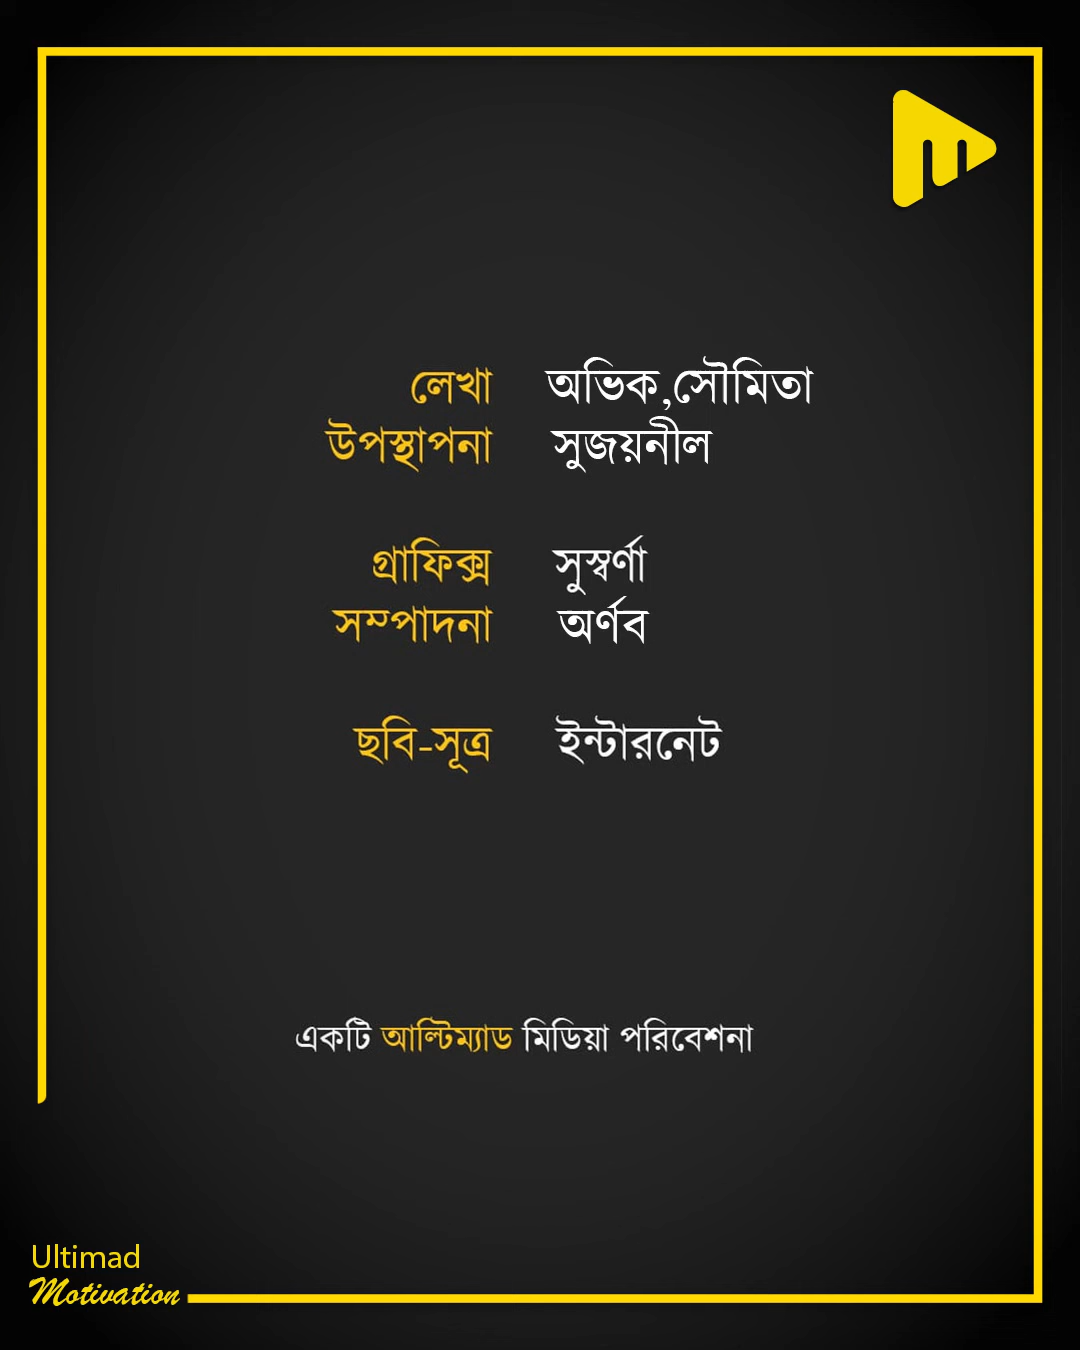 লেখা অভিক,সৌমিতা
উপস্থাপনা সুজয়নীল
গ্রাফিক্স সুস্বর্ণা
সম্পাদনা অর্ণব
ছবি-সূত্র ইন্টারনেট
একটি আল্টিম্যাড মিডিয়া পরিবেশনা
Ultimad
Motivation